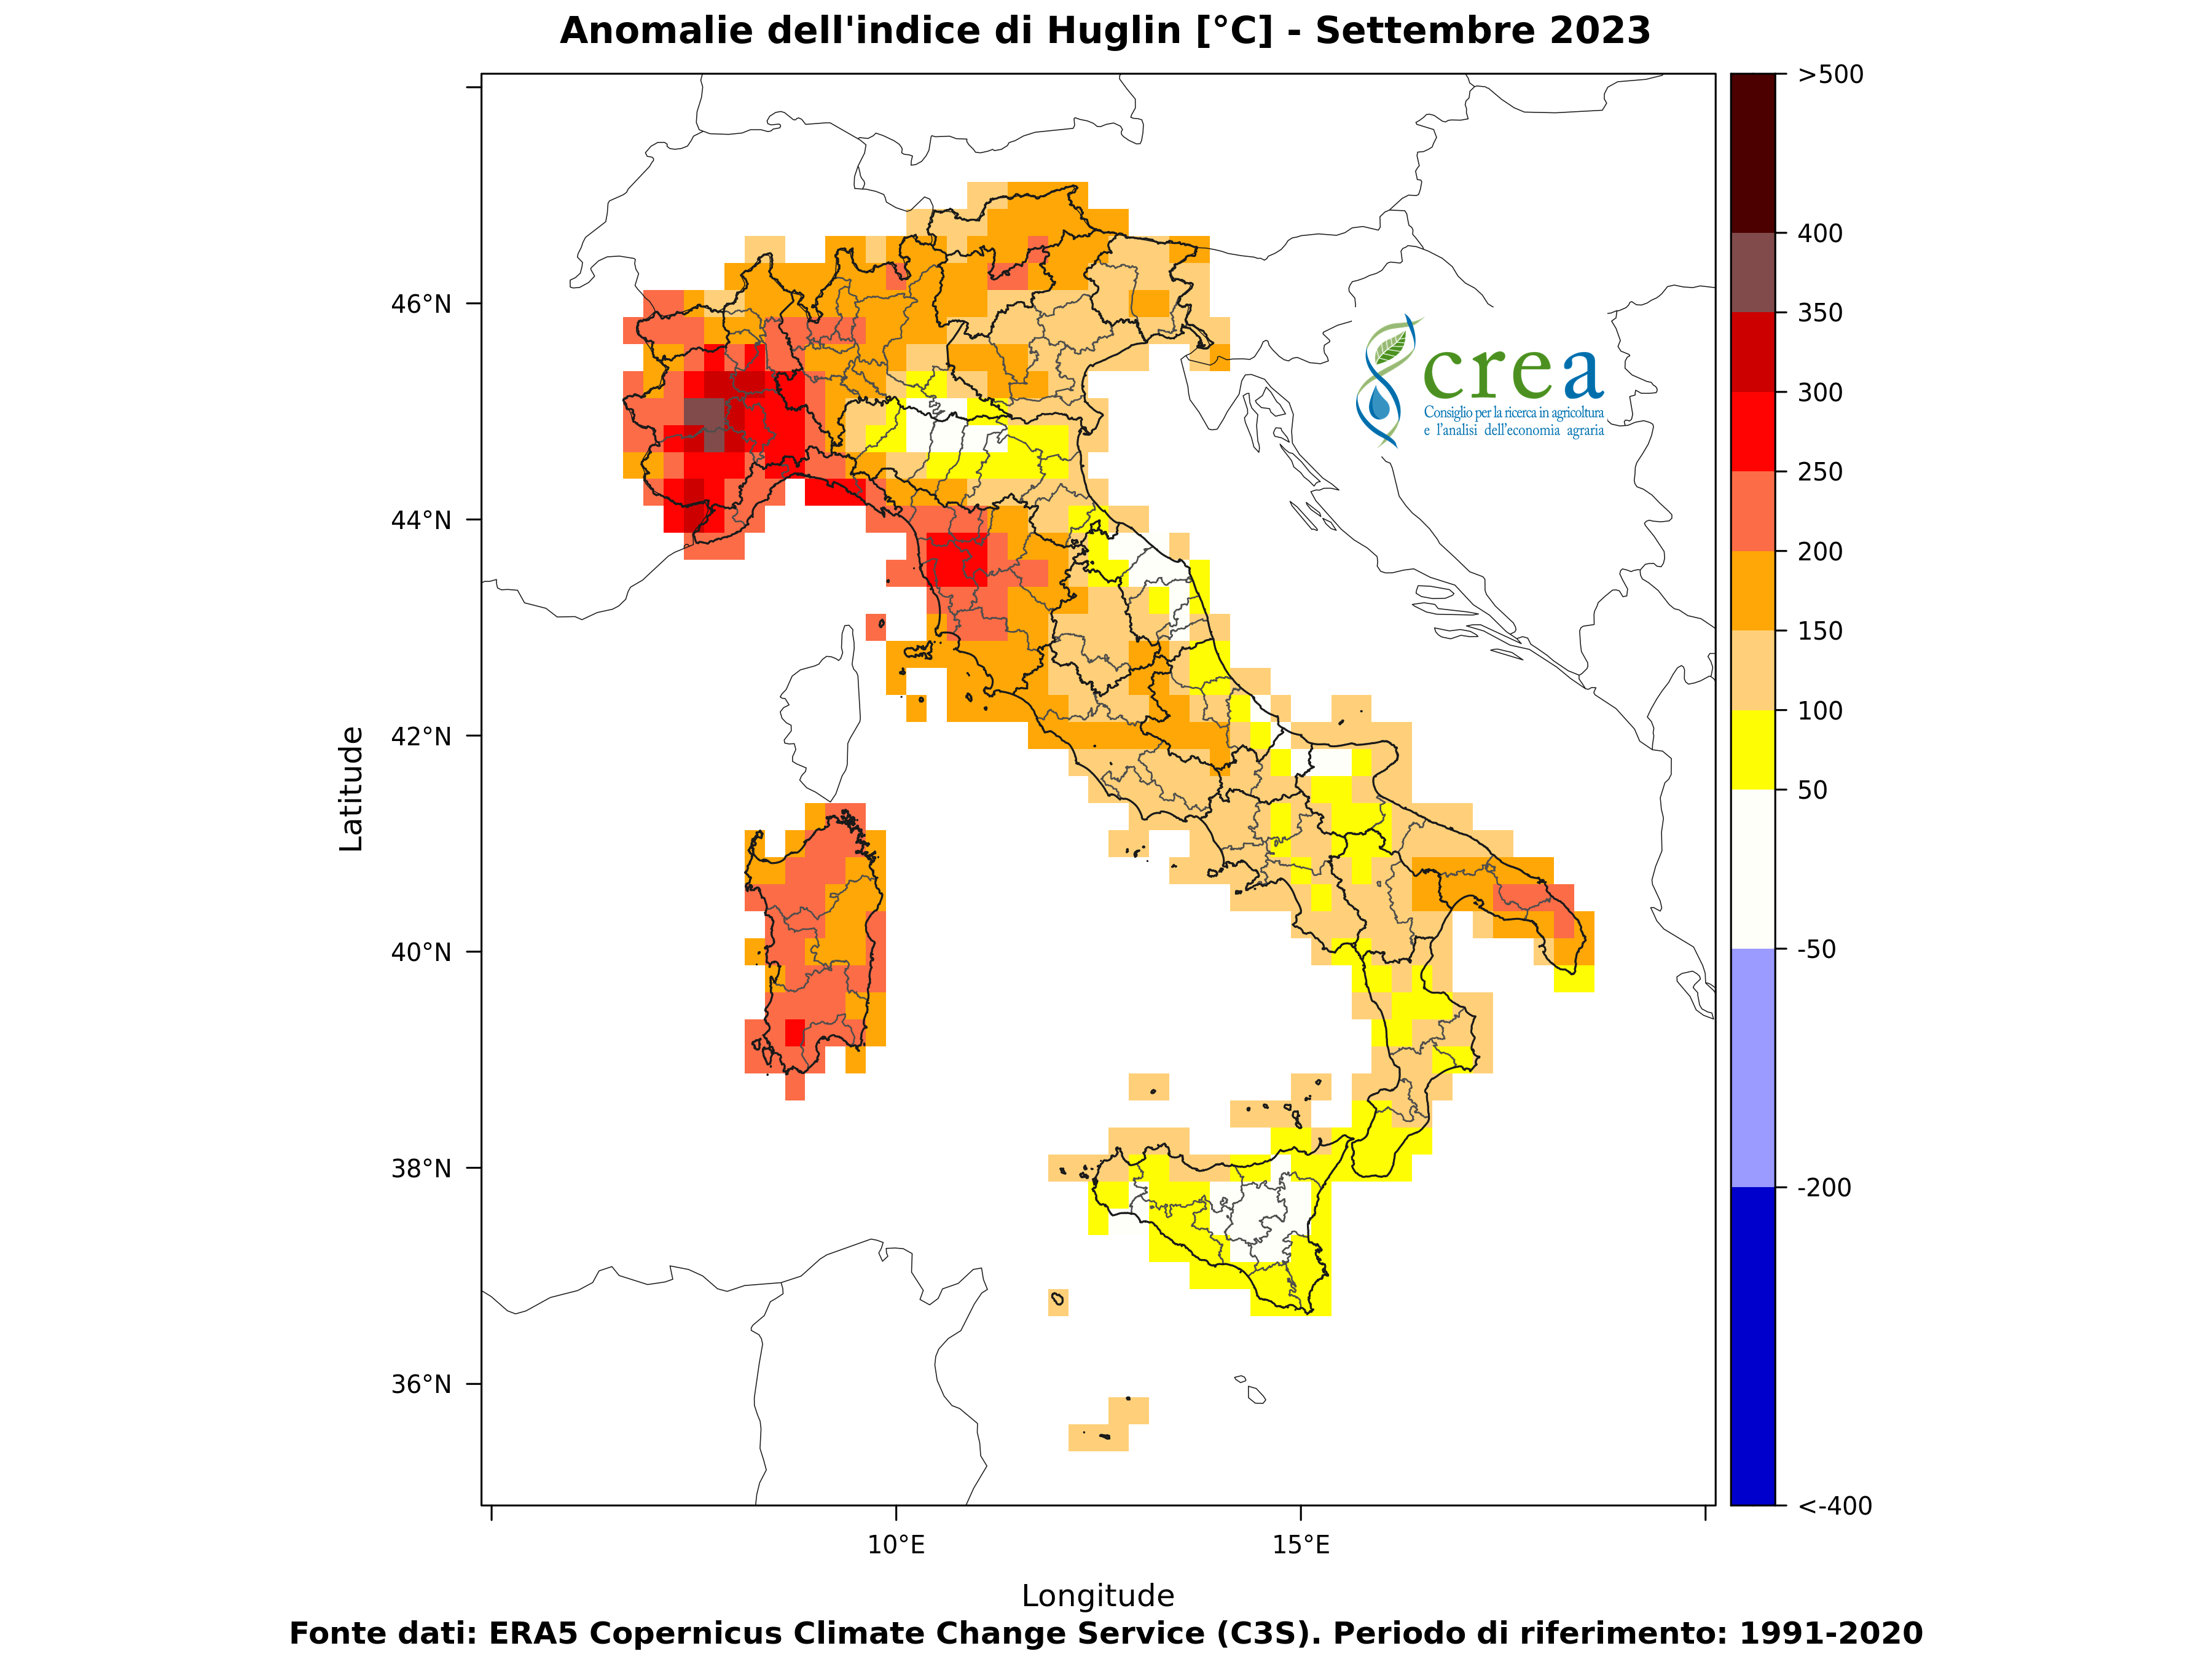 Anomalie dell'indice di Huglin [°C] - Settembre 2023
>500
400
350
300
250
200
150
100
50
-50
-200
<-400
46°N
44°N
42°N
40°N
38°N
36°N
Latitude
crea
Consiglio per la ricerca in agricoltura
e l'analisi dell'economia agraria
10°E
15°E
Longitude
Fonte dati: ERA5 Copernicus Climate Change Service (C3S). Periodo di riferimento: 1991-2020